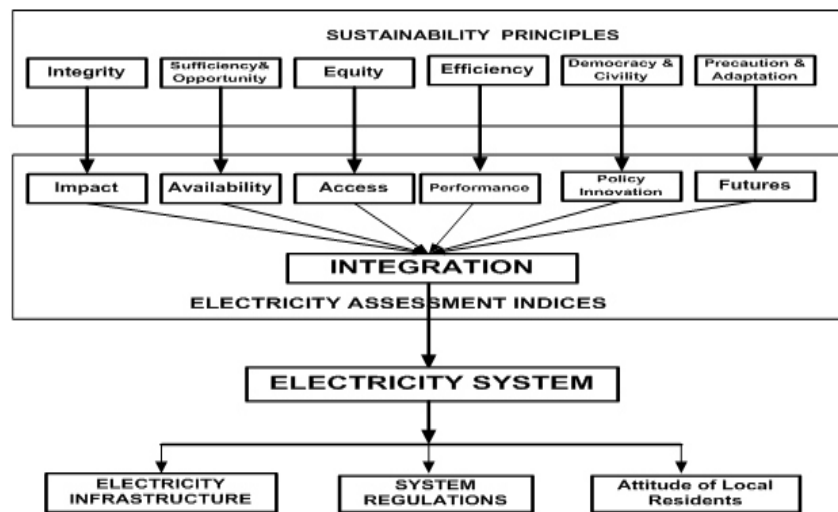 SUSTAINABILITY PRINCIPLES
Integrity
Sufficiency&
Opportunity
Equity
Efficiency
Democracy &
Civility
Precaution &
Adaptation
Impact
Availability
Access
Performance
Policy
Innovation
Futures
INTEGRATION
ELECTRICITY ASSESSMENT INDICES
ELECTRICITY SYSTEM
ELECTRICITY
INFRASTRUCTURE
SYSTEM
REGULATIONS
Attitude of Local
Residents